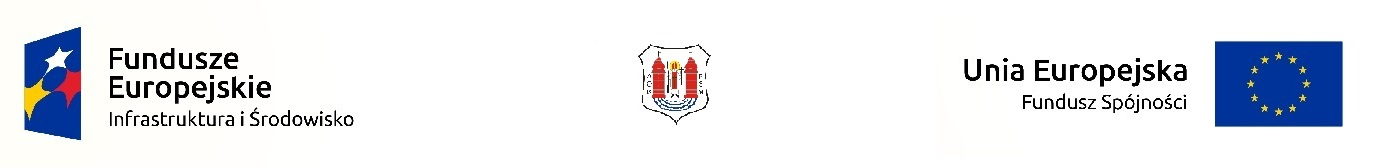 Fundusze
Europejskie
Infrastruktura i Środowisko
Unia Europejska
Fundusz Spójności